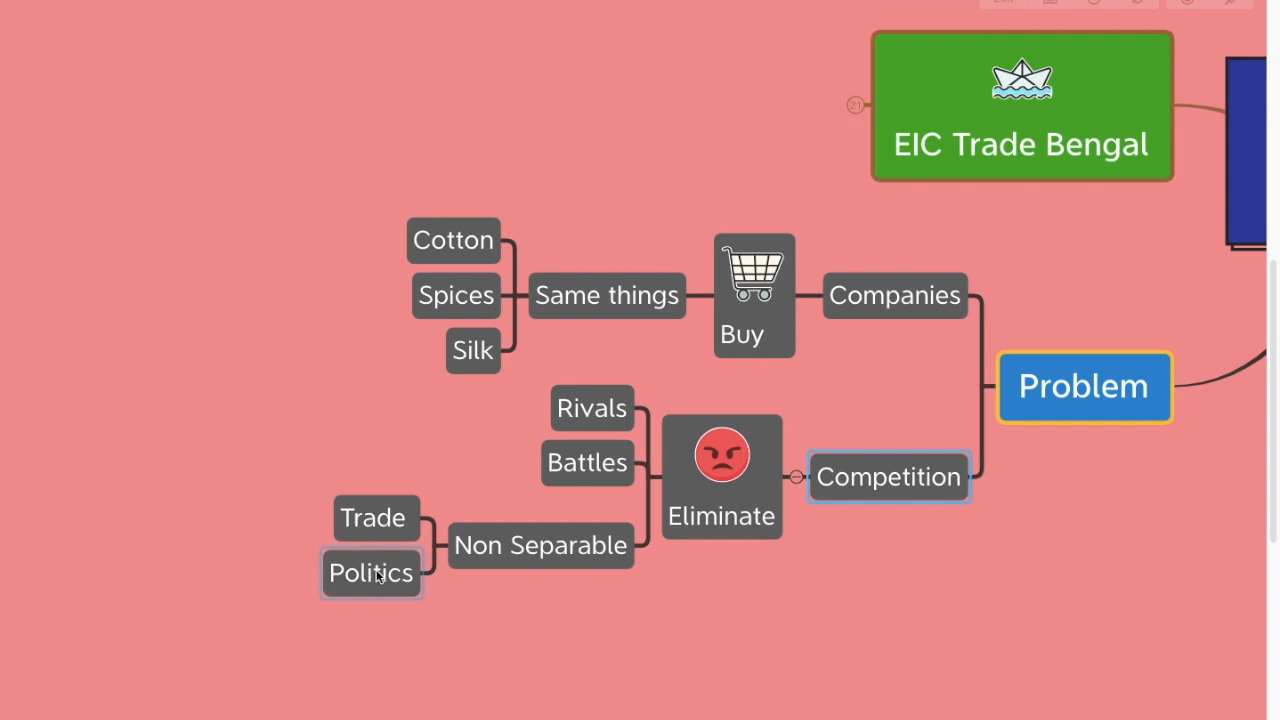 EIC Trade Bengal
21
Cotton
Spices
Silk
Same things
Buy
Companies
Problem
Rivals
Battles
Eliminate
Competition
Trade
Politics
Non Separable